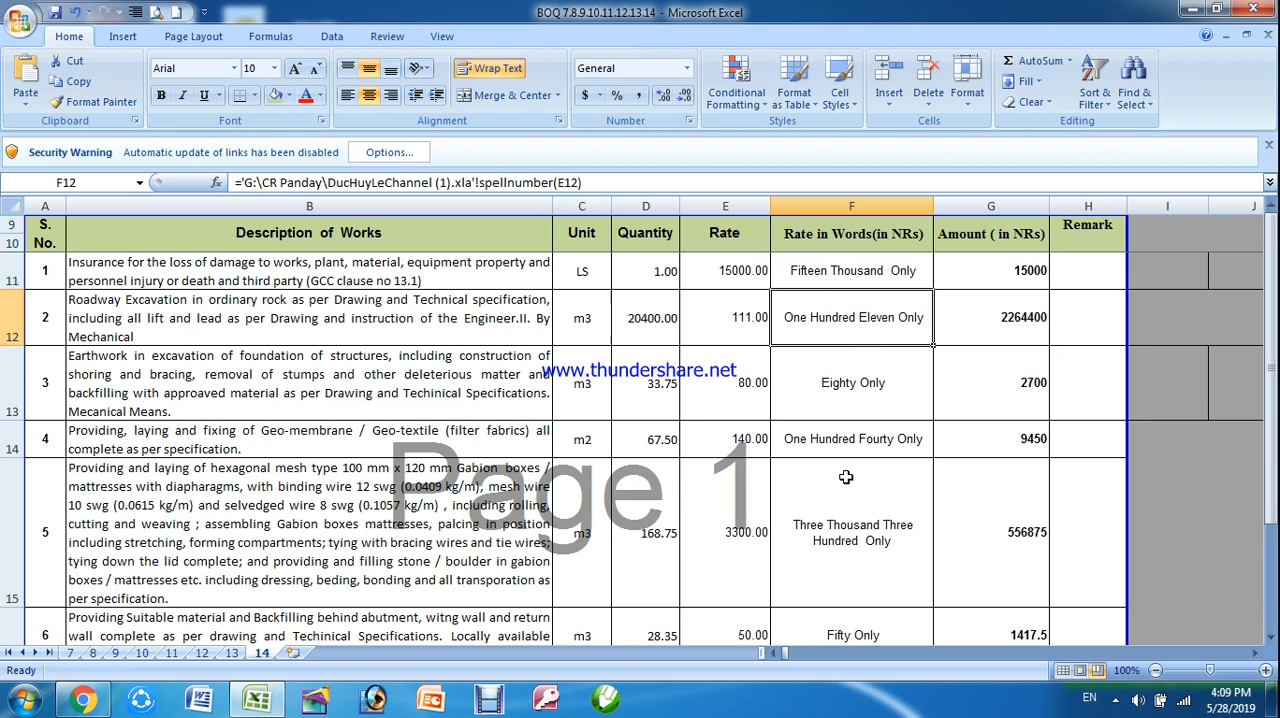 BOQ 7.8.9.10.11.12.13.14 - Microsoft Excel
Home Insert Page Layout Formulas Data Review View
Paste
Cut
Copy
Format Painter
Clipboard
Arial 10
B I U
Font
Wrap Text
Merge & Center
Alignment
General
$ % ,
Number
Conditional Formatting
Format as Table
Cell Styles
Styles
Insert Delete Format
Cells
Σ AutoSum
Fill
Clear
Sort & Filter
Find & Select
Editing
Security Warning Automatic update of links has been disabled Options...
F12 fx ='G:\CR Panday\DucHuyLeChannel (1).xla'!spellnumber(E12)
A B C D E F G H I J
9 10 S. No. Description of Works Unit Quantity Rate Rate in Words(in NRs) Amount ( in NRs) Remark
11 1 Insurance for the loss of damage to works, plant, material, equipment property and
personnel injury or death and third party (GCC clause no 13.1) LS 1.00 15000.00 Fifteen Thousand Only 15000
12 2 Roadway Excavation in ordinary rock as per Drawing and Technical specification,
including all lift and lead as per Drawing and instruction of the Engineer.II. By
Mechanical m3 20400.00 111.00 One Hundred Eleven Only 2264400
13 3 Earthwork in excavation of foundation of structures, including construction of
shoring and bracing, removal of stumps and other deleterious matter and
backfilling with approaved material as per Drawing and Techinical Specifications.
Mecanical Means. m3 33.75 80.00 Eighty Only 2700
www.thundershare.net
14 4 Providing, laying and fixing of Geo-membrane / Geo-textile (filter fabrics) all
complete as per specification. m2 67.50 140.00 One Hundred Fourty Only 9450
15 5 Providing and laying of hexagonal mesh type 100 mm x 120 mm Gabion boxes /
mattresses with diapharagms, with binding wire 12 swg (0.0409 kg/m), mesh wire
10 swg (0.0615 kg/m) and selvedged wire 8 swg (0.1057 kg/m) , including rolling,
cutting and weaving ; assembling Gabion boxes mattresses, palcing in position
including stretching, forming compartments; tying with bracing wires and tie wires;
tying down the lid complete; and providing and filling stone / boulder in gabion
boxes / mattresses etc. including dressing, beding, bonding and all transporation as
per specification. m3 168.75 3300.00 Three Thousand Three
Hundred Only 556875
Page 1
6 Providing Suitable material and Backfilling behind abutment, witng wall and return
wall complete as per drawing and Technical Specifications. Locally available m3 28.35 50.00 Fifty Only 1417.5
7 8 9 10 11 12 13 14
Ready 100%
EN 4:09 PM
5/28/2019